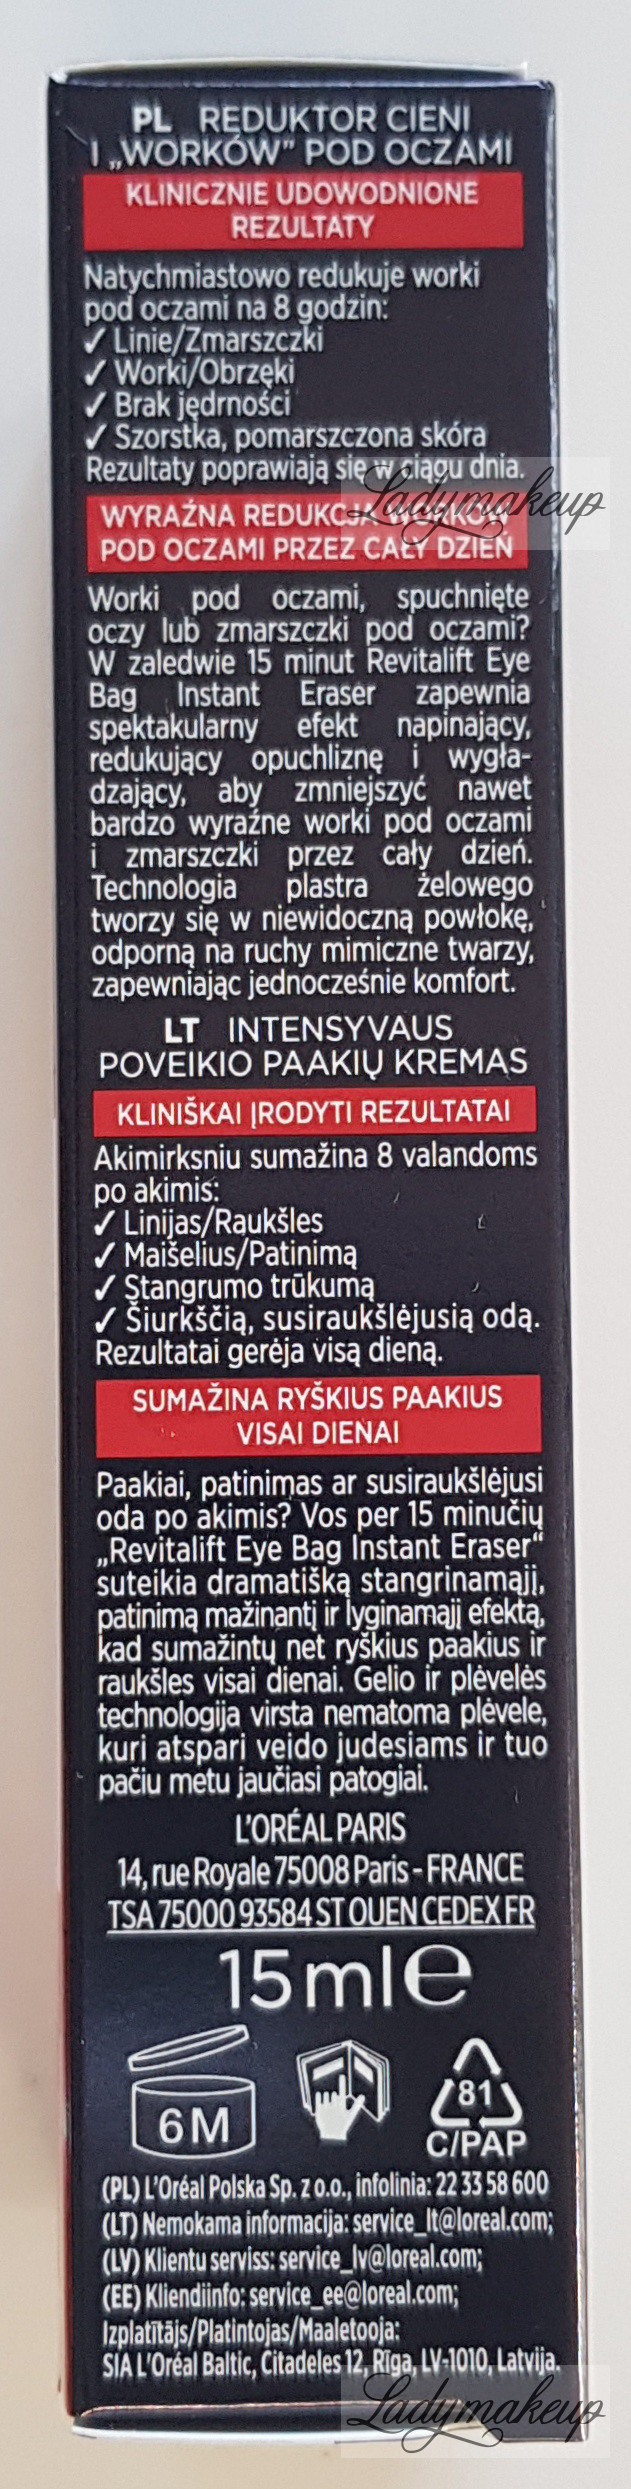 PL REDUKTOR CIENI
I „WORKÓW” POD OCZAMI
KLINICZNIE UDOWODNIONE
REZULTATY
Natychmiastowo redukuje worki
pod oczami na 8 godzin:
✓ Linie/Zmarszczki
✓ Worki/Obrzęki
✓ Brak jędrności
✓ Szorstka, pomarszczona skóra
Rezultaty poprawiają się w ciągu dnia.
Ladymakeup
WYRAŹNA REDUKCJA WORKÓW
POD OCZAMI PRZEZ CAŁY DZIEŃ
Worki pod oczami, spuchnięte
oczy lub zmarszczki pod oczami?
W zaledwie 15 minut Revitalift Eye
Bag Instant Eraser zapewnia
spektakularny efekt napinający,
redukujący opuchliznę i wygła-
dzający, aby zmniejszyć nawet
bardzo wyraźne worki pod oczami
i zmarszczki przez cały dzień.
Technologia plastra żelowego
tworzy się w niewidoczną powłokę,
odporną na ruchy mimiczne twarzy,
zapewniając jednocześnie komfort.
LT INTENSYVAUS
POVEIKIO PAAKIŲ KREMAS
KLINIŠKAI ĮRODYTI REZULTATAI
Akimirksniu sumažina 8 valandoms
po akimis:
✓ Linijas/Raukšles
✓ Maišelius/Patinimą
✓ Stangrumo trūkumą
✓ Šiurkščią, susiraukšlėjusią odą.
Rezultatai gerėja visą dieną.
SUMAŽINA RYŠKIUS PAAKIUS
VISAI DIENAI
Paakiai, patinimas ar susiraukšlėjusi
oda po akimis? Vos per 15 minučių
„Revitalift Eye Bag Instant Eraser“
suteikia dramatišką stangrinamąjį,
patinimą mažinantį ir lyginamąjį efektą,
kad sumažintų net ryškius paakius ir
raukšles visai dienai. Gelio ir plėvelės
technologija virsta nematoma plėvele,
kuri atspari veido judesiams ir tuo
pačiu metu jaučiasi patogiai.
L'ORÉAL PARIS
14, rue Royale 75008 Paris - FRANCE
TSA 75000 93584 ST OUEN CEDEX FR
15 ml e
6M
81
C/PAP
(PL) L'Oréal Polska Sp. z o.o., infolinia: 22 33 58 600
(LT) Nemokama informacija: service_lt@loreal.com;
(LV) Klientu serviss: service_lv@loreal.com;
(EE) Kliendiinfo: service_ee@loreal.com;
Izplatītājs/Platintojas/Maaletooja:
SIA L'Oréal Baltic, Citadeles 12, Rīga, LV-1010, Latvija.
Ladymakeup